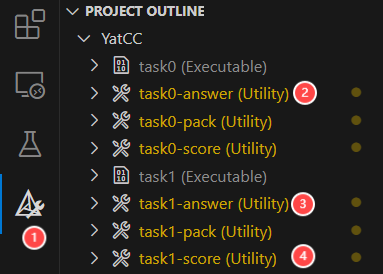 PROJECT OUTLINE
YatCC
task0 (Executable)
task0-answer (Utility) 2
task0-pack (Utility)
task0-score (Utility)
task1 (Executable)
task1-answer (Utility) 3
1
task1-pack (Utility)
task1-score (Utility) 4